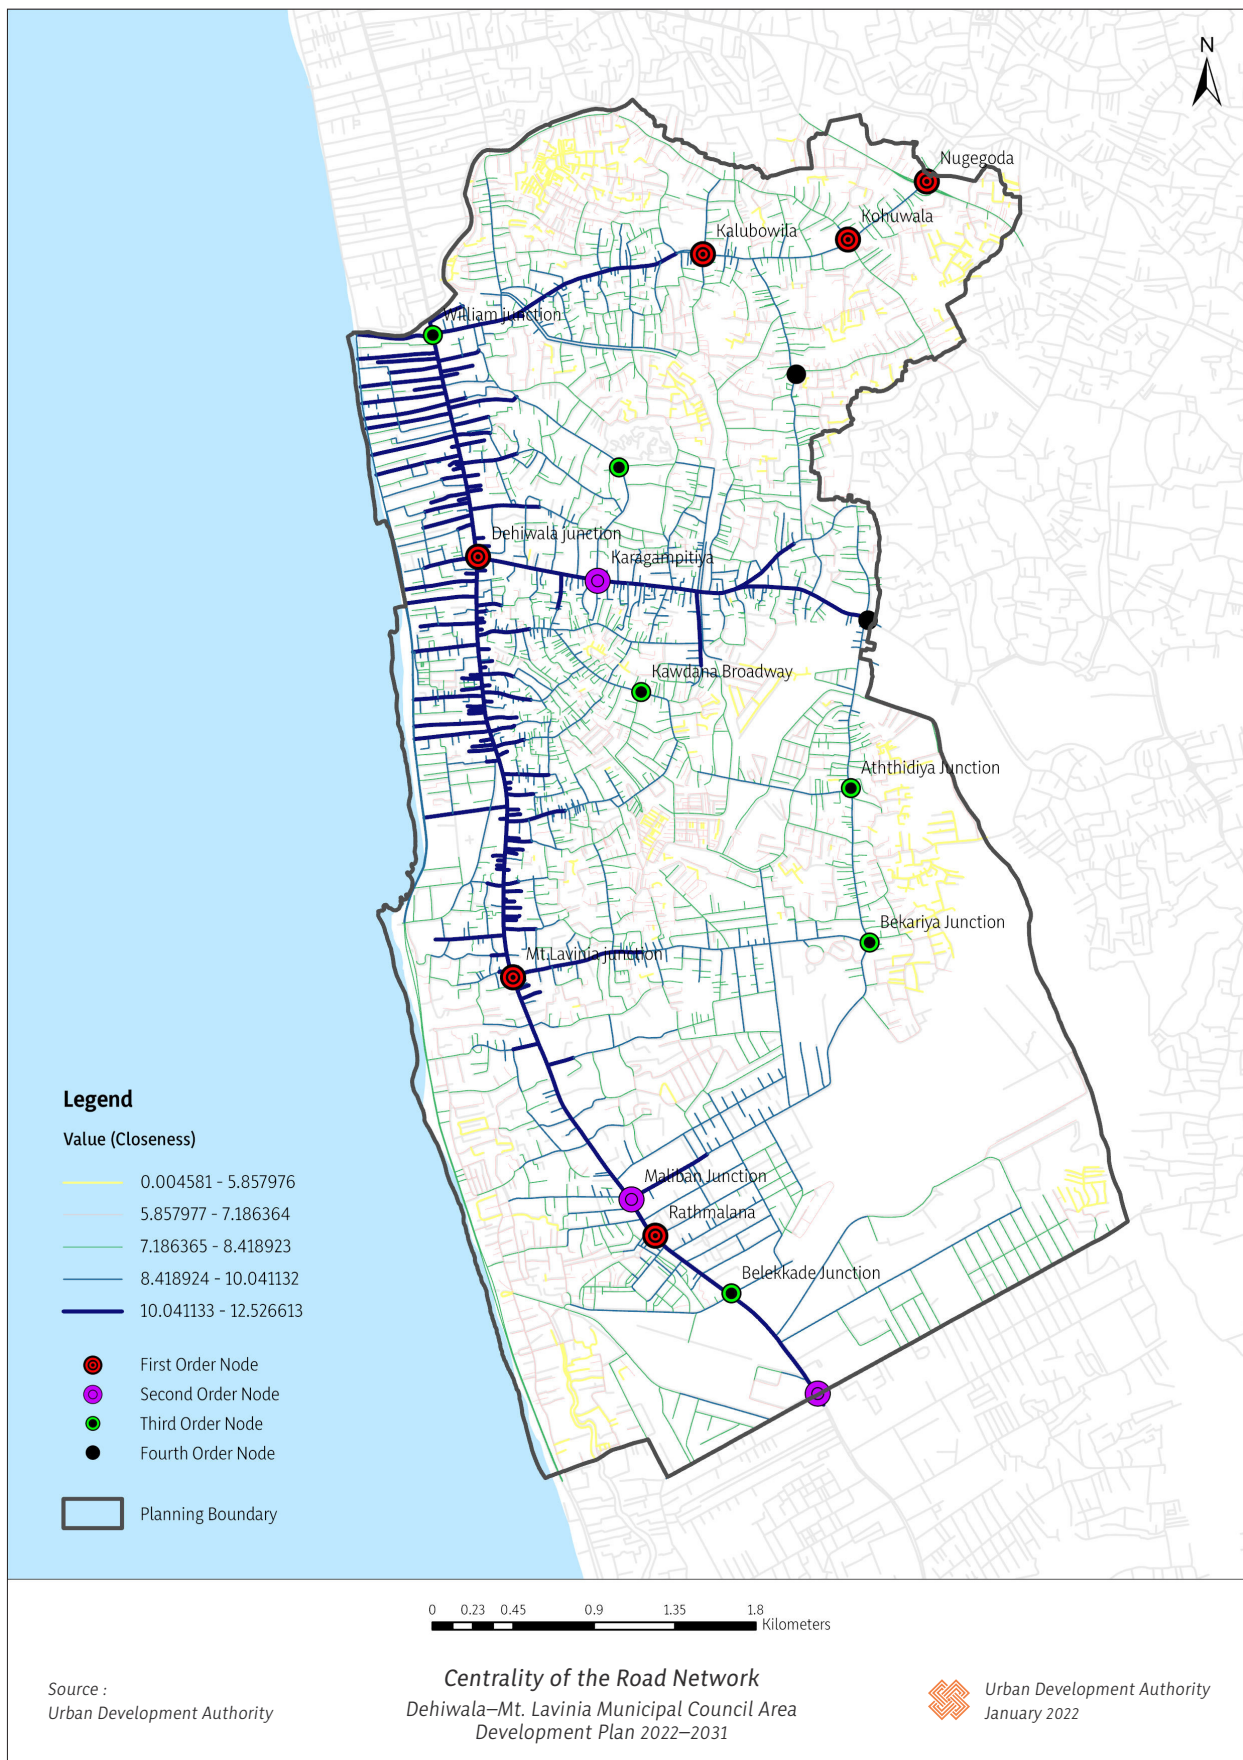 N
Nugegoda
Kohuwala
Kalubowila
William junction
Dehiwala junction
Karagampitiya
Kawdana Broadway
Aththidiya Junction
Bekariya Junction
Mt.Lavinia junction
Maliban Junction
Rathmalana
Belekkade Junction
Legend
Value (Closeness)
0.004581 - 5.857976
5.857977 - 7.186364
7.186365 - 8.418923
8.418924 - 10.041132
10.041133 - 12.526613
First Order Node
Second Order Node
Third Order Node
Fourth Order Node
Planning Boundary
0 0.23 0.45 0.9 1.35 1.8
Kilometers
Source :
Urban Development Authority
Centrality of the Road Network
Dehiwala–Mt. Lavinia Municipal Council Area
Development Plan 2022–2031
Urban Development Authority
January 2022